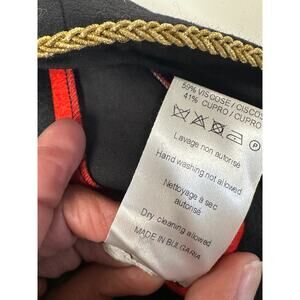 59% VISCOSE / CISCOS
41% CUPRO / CUPRO
P
Lavage non autorisé
Hand washing not allowed
Nettoyage à sec
autorisé
Dry cleaning allowed
MADE IN BULGARIA